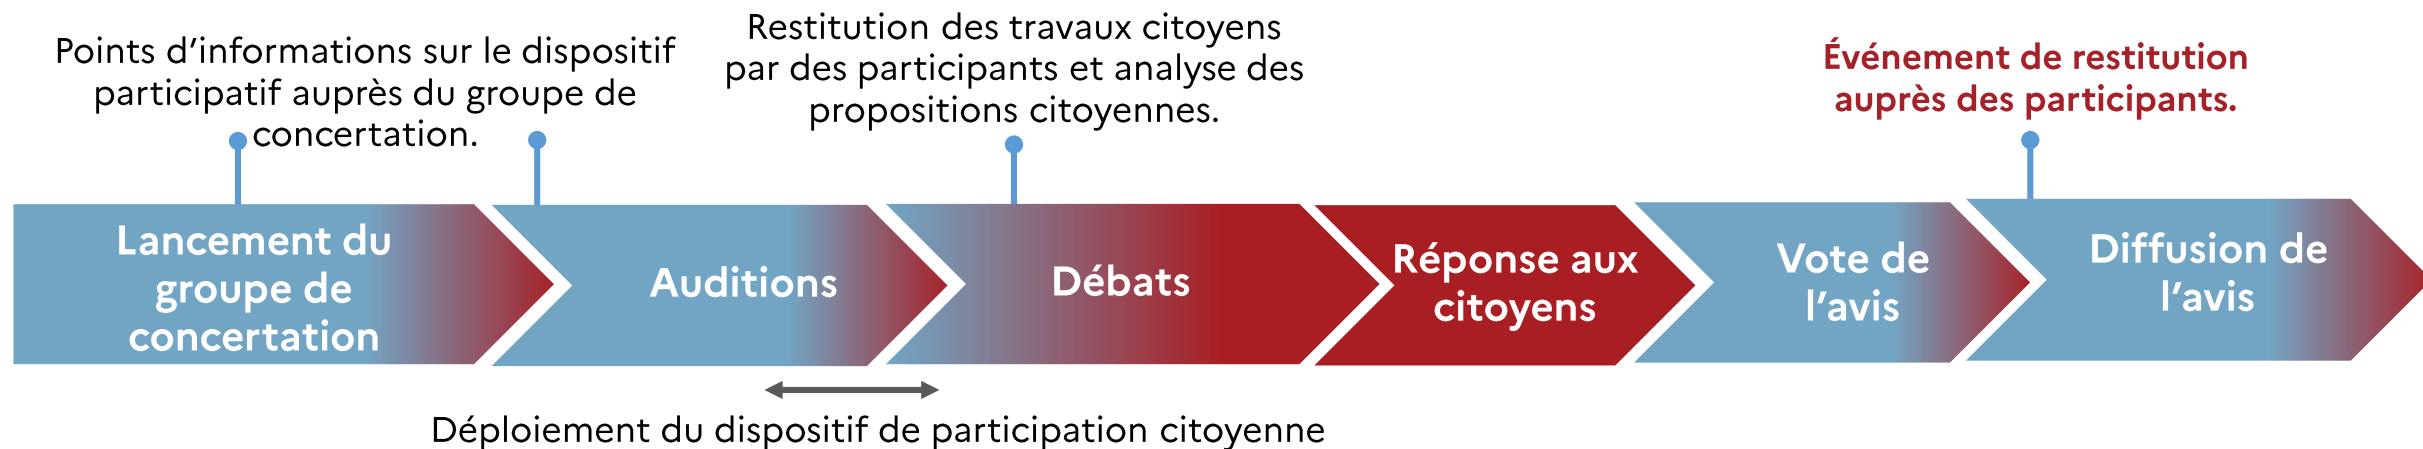 Points d’informations sur le dispositif
participatif auprès du groupe de
concertation.
Restitution des travaux citoyens
par des participants et analyse des
propositions citoyennes.
Événement de restitution
auprès des participants.
Lancement du
groupe de
concertation
Auditions
Débats
Réponse aux
citoyens
Vote de
l’avis
Diffusion de
l’avis
Déploiement du dispositif de participation citoyenne